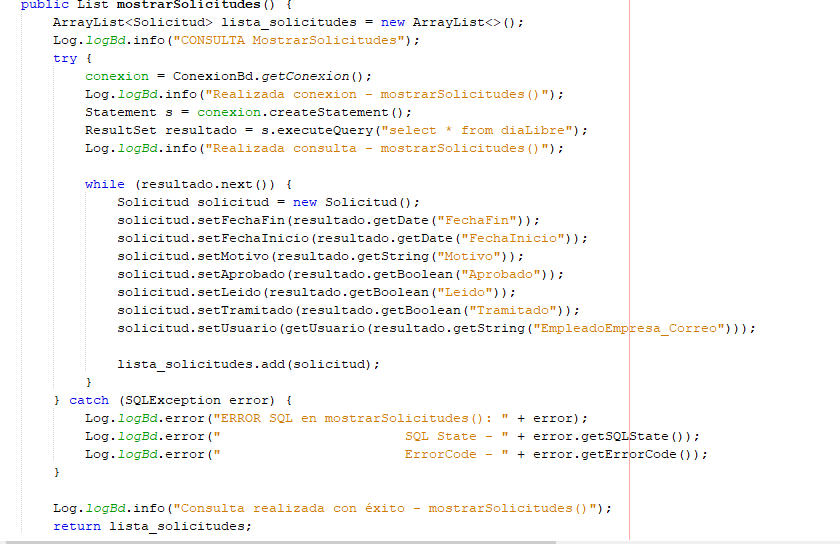 public List mostrarSolicitudes() {
    ArrayList<Solicitud> lista_solicitudes = new ArrayList<>();
    Log.logBd.info("CONSULTA MostrarSolicitudes");
    try {
        conexion = ConexionBd.getConexion();
        Log.logBd.info("Realizada conexion - mostrarSolicitudes()");
        Statement s = conexion.createStatement();
        ResultSet resultado = s.executeQuery("select * from diaLibre");
        Log.logBd.info("Realizada consulta - mostrarSolicitudes()");

        while (resultado.next()) {
            Solicitud solicitud = new Solicitud();
            solicitud.setFechaFin(resultado.getDate("FechaFin"));
            solicitud.setFechaInicio(resultado.getDate("FechaInicio"));
            solicitud.setMotivo(resultado.getString("Motivo"));
            solicitud.setAprobado(resultado.getBoolean("Aprobado"));
            solicitud.setLeido(resultado.getBoolean("Leido"));
            solicitud.setTramitado(resultado.getBoolean("Tramitado"));
            solicitud.setUsuario(getUsuario(resultado.getString("EmpleadoEmpresa_Correo")));

            lista_solicitudes.add(solicitud);
        }
    } catch (SQLException error) {
        Log.logBd.error("ERROR SQL en mostrarSolicitudes(): " + error);
        Log.logBd.error("                       SQL State - " + error.getSQLState());
        Log.logBd.error("                       ErrorCode - " + error.getErrorCode());
    }

    Log.logBd.info("Consulta realizada con éxito - mostrarSolicitudes()");
    return lista_solicitudes;